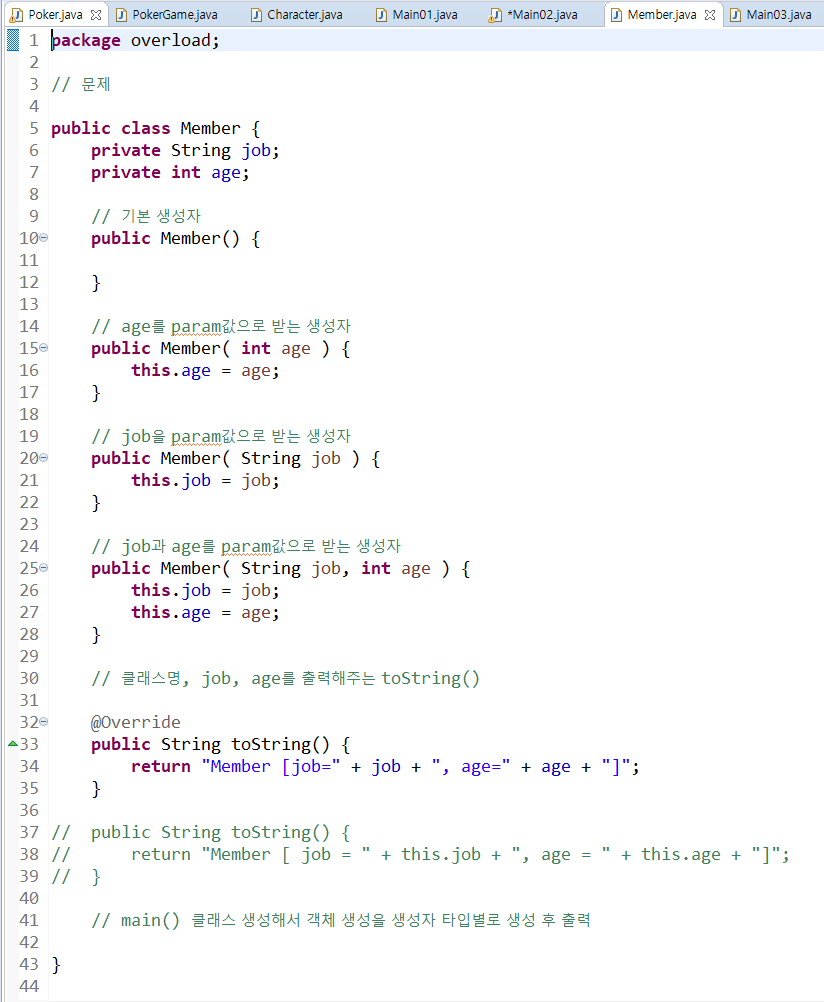 Poker.java PokerGame.java Character.java Main01.java *Main02.java Member.java Main03.java
1 package overload;
2
3 // 문제
4
5 public class Member {
6     private String job;
7     private int age;
8
9     // 기본 생성자
10     public Member() {
11
12     }
13
14     // age를 param값으로 받는 생성자
15     public Member( int age ) {
16         this.age = age;
17     }
18
19     // job을 param값으로 받는 생성자
20     public Member( String job ) {
21         this.job = job;
22     }
23
24     // job과 age를 param값으로 받는 생성자
25     public Member( String job, int age ) {
26         this.job = job;
27         this.age = age;
28     }
29
30     // 클래스명, job, age를 출력해주는 toString()
31
32     @Override
33     public String toString() {
34         return "Member [job=" + job + ", age=" + age + "]";
35     }
36
37 //  public String toString() {
38 //      return "Member [ job = " + this.job + ", age = " + this.age + "]";
39 //  }
40
41     // main() 클래스 생성해서 객체 생성을 생성자 타입별로 생성 후 출력
42
43 }
44